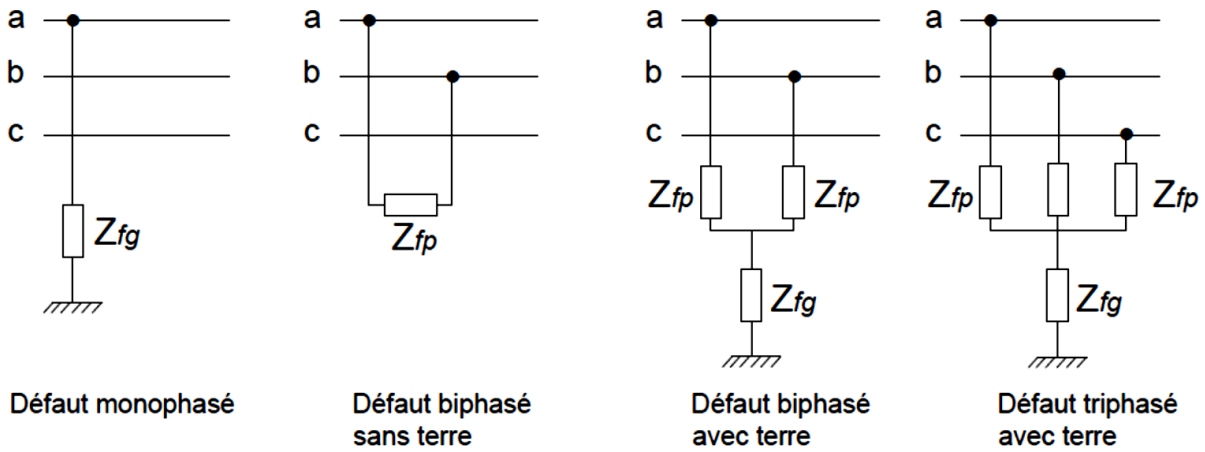 a
b
c
Zfg
Défaut monophasé
a
b
c
Zfp
Défaut biphasé
sans terre
a
b
c
Zfp
Zfp
Zfg
Défaut biphasé
avec terre
a
b
c
Zfp
Zfp
Zfg
Défaut triphasé
avec terre